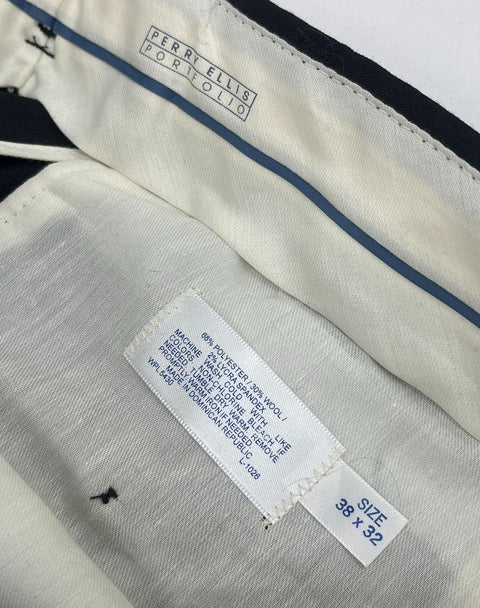 PERRY ELLIS
PORTFOLIO
68% POLYESTER / 30% WOOL /
2% LYCRA SPANDEX
MACHINE WASH COLD WITH LIKE
COLORS. NON-CHLORINE BLEACH IF
NEEDED. TUMBLE DRY WARM. REMOVE
PROMPTLY. WARM IRON IF NEEDED.
MADE IN DOMINICAN REPUBLIC
WPL 5430
L-1026
SIZE
38 X 32